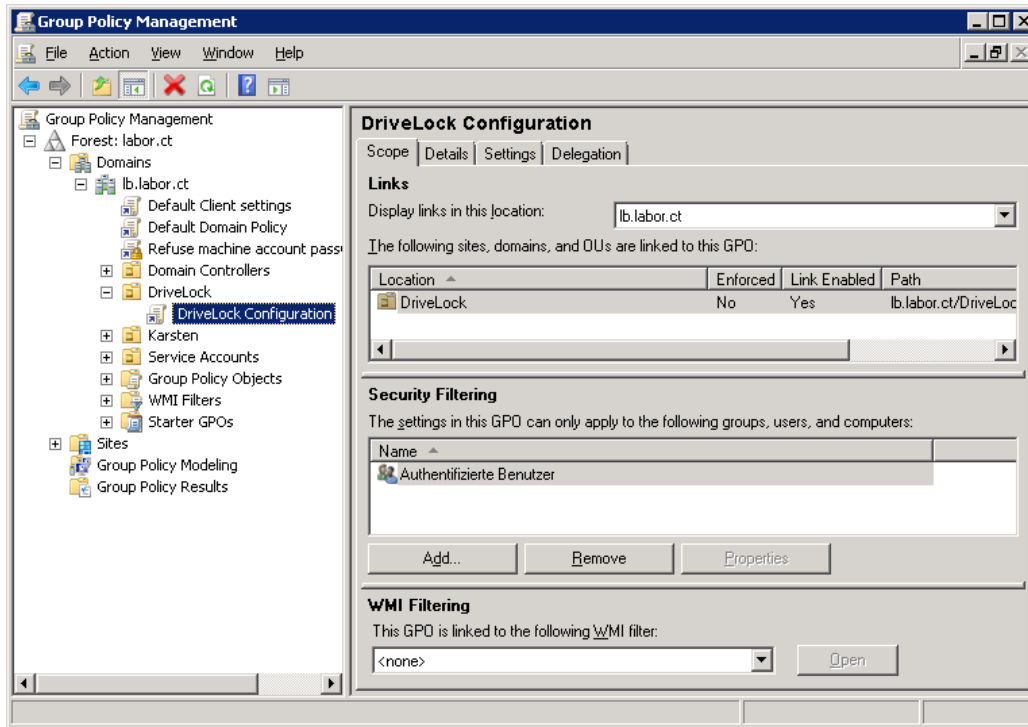 Group Policy Management
File Action View Window Help
Group Policy Management
Forest: labor.ct
Domains
lb.labor.ct
Default Client settings
Default Domain Policy
Refuse machine account pass
Domain Controllers
DriveLock
DriveLock Configuration
Karsten
Service Accounts
Group Policy Objects
WMI Filters
Starter GPOs
Sites
Group Policy Modeling
Group Policy Results
DriveLock Configuration
Scope Details Settings Delegation
Links
Display links in this location: lb.labor.ct
The following sites, domains, and OUs are linked to this GPO:
Location Enforced Link Enabled Path
DriveLock No Yes lb.labor.ct/DriveLoc
Security Filtering
The settings in this GPO can only apply to the following groups, users, and computers:
Name
Authentifizierte Benutzer
Add... Remove Properties
WMI Filtering
This GPO is linked to the following WMI filter:
<none> Open